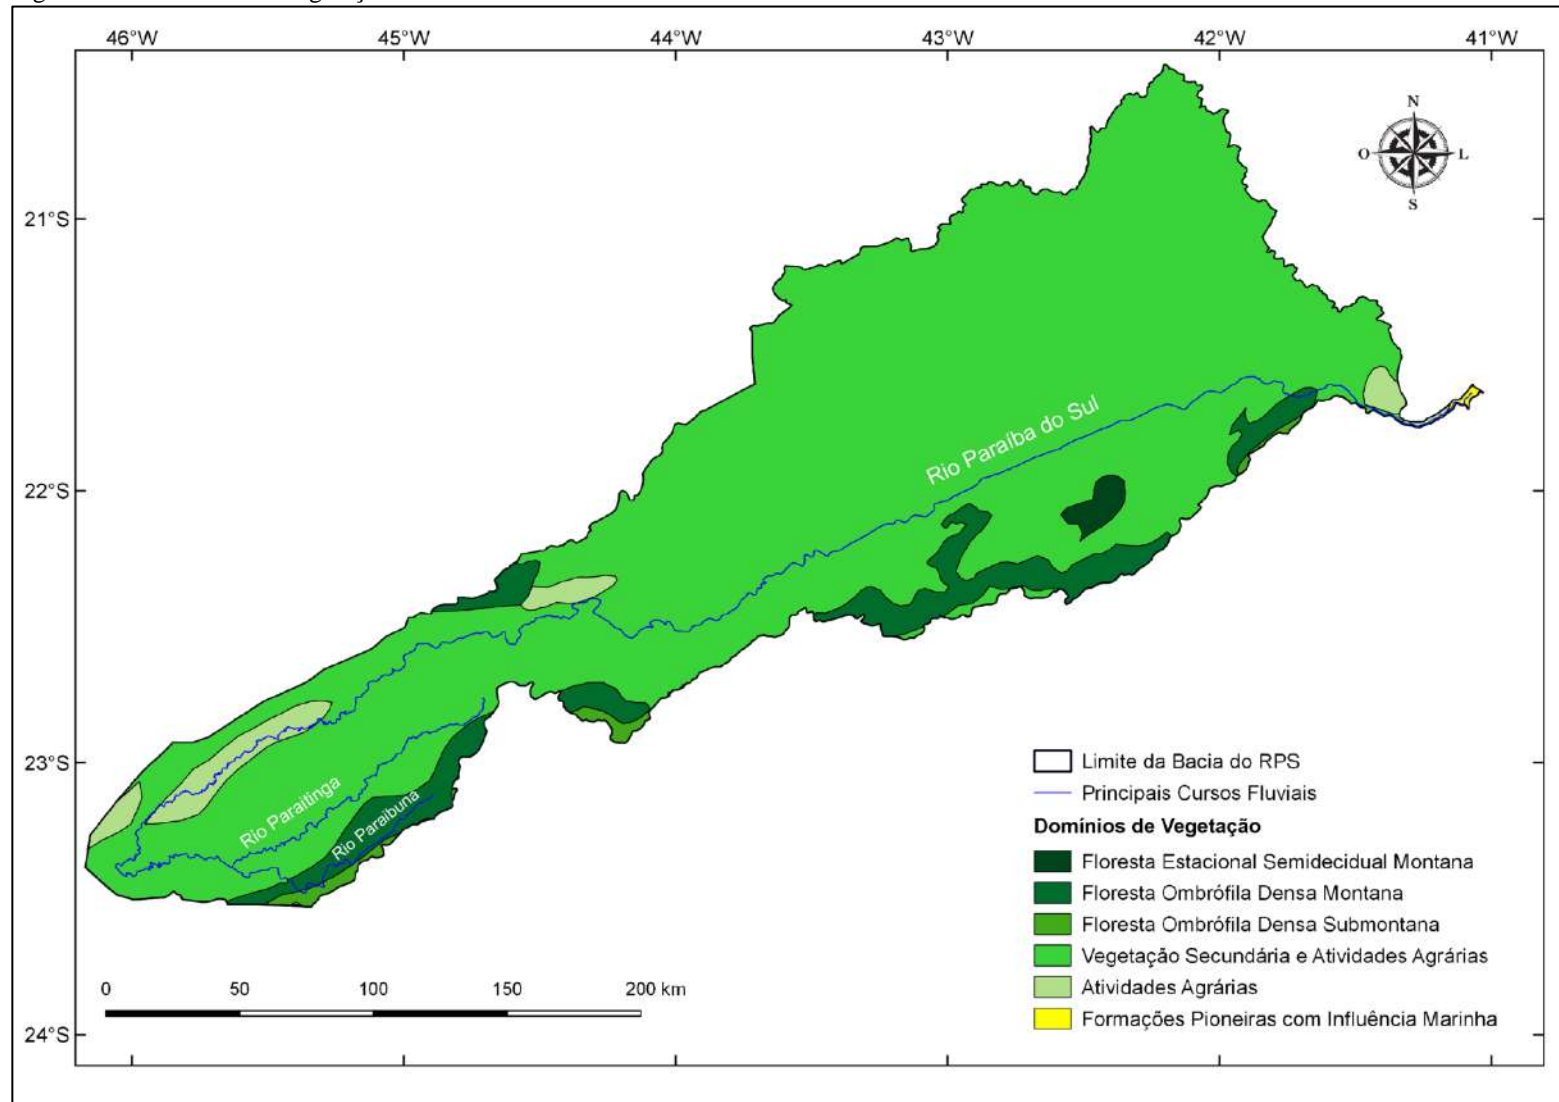 46°W 45°W 44°W 43°W 42°W 41°W
N
O L
S
21°S
22°S
23°S
24°S
Rio Paraíba do Sul
Rio Paraitinga
Rio Paraibuna
Limite da Bacia do RPS
Principais Cursos Fluviais
Domínios de Vegetação
Floresta Estacional Semidecidual Montana
Floresta Ombrófila Densa Montana
Floresta Ombrófila Densa Submontana
Vegetação Secundária e Atividades Agrárias
Atividades Agrárias
Formações Pioneiras com Influência Marinha
0 50 100 150 200 km